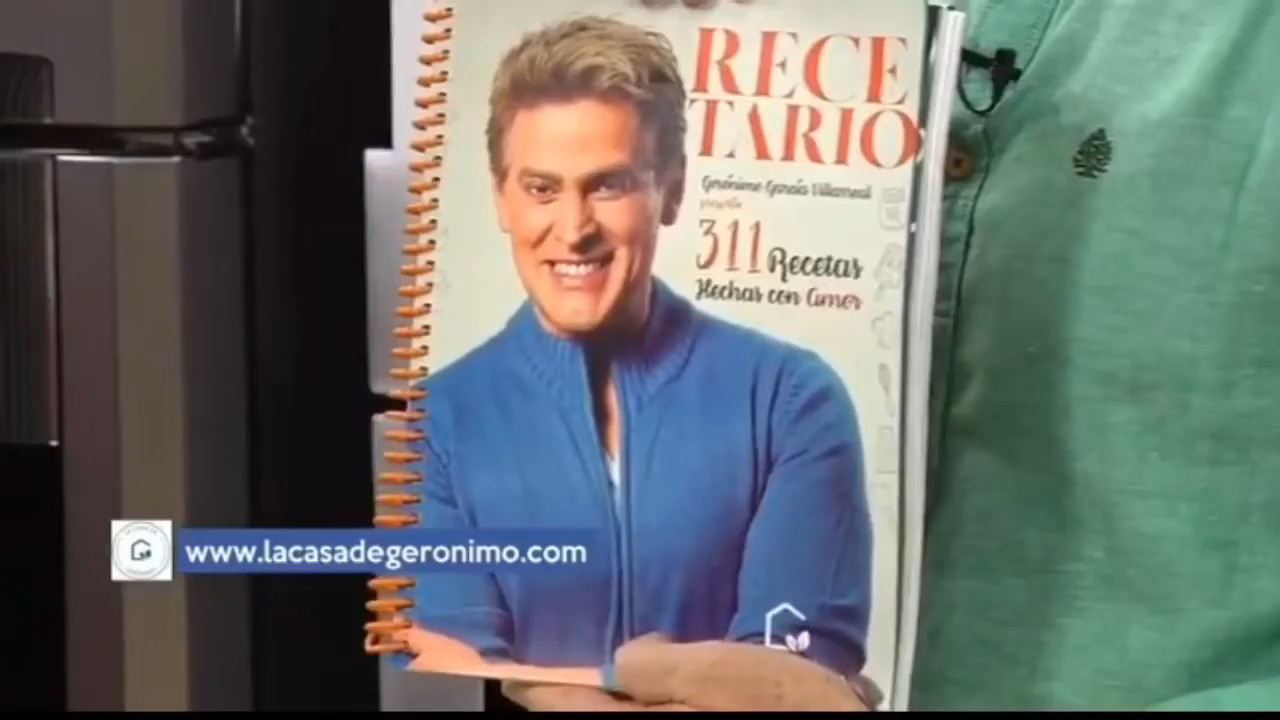 RECE
TARIO
Gerónimo García Villarreal
presenta
311 Recetas
Hechas con amor
www.lacasadegeronimo.com